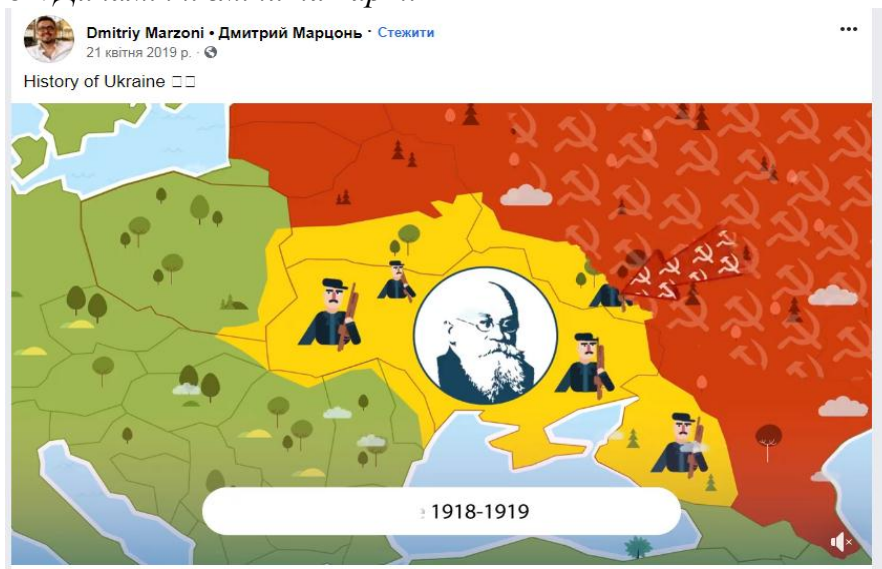 Dmitriy Marzoni • Дмитрий Марцонь · Стежити
21 квітня 2019 р. ·
History of Ukraine
1918-1919